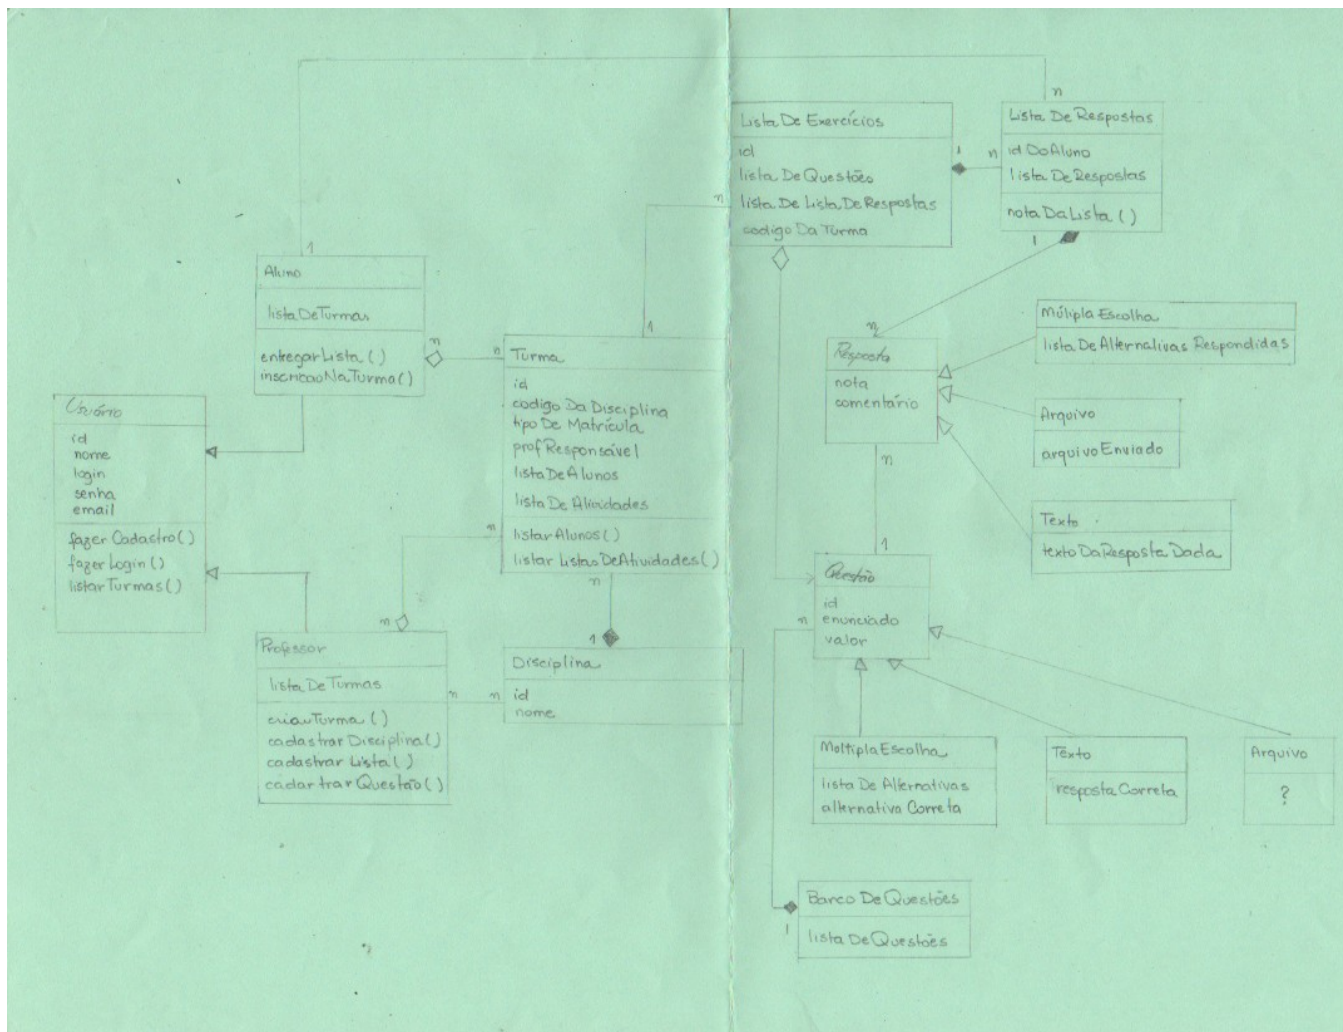 n
Lista De Exercícios
id
lista De Questões
lista De Lista De Respostas
codigo Da Turma
1
n
Lista De Respostas
id Do Aluno
lista De Respostas
nota Da Lista ( )
1
n
1
Aluno
lista De Turmas
entregar Lista ( )
inscricao Na Turma ( )
n
n
1
n
Turma
id
codigo Da Disciplina
tipo De Matrícula
prof Responsável
lista De Alunos
lista De Atividades
listar Alunos ( )
listar Listas De Atividades ( )
n
n
n
Resposta
nota
comentário
n
Múlipla Escolha
lista De Alternativas Respondidas
Arquivo
arquivo Enviado
Texto
texto Da Resposta Dada
Usuário
id
nome
login
senha
email
fazer Cadastro ( )
fazer Login ( )
listar Turmas ( )
1
Questão
id
enunciado
valor
n
n
Professor
lista De Turmas
criar Turma ( )
cadastrar Disciplina ( )
cadastrar Lista ( )
cadartrar Questão ( )
n
n
1
Disciplina
id
nome
Moltipla Escolha
lista De Alternativas
alternativa Correta
Texto
resposta Correta
Arquivo
?
Banco De Questões
lista De Questões
1